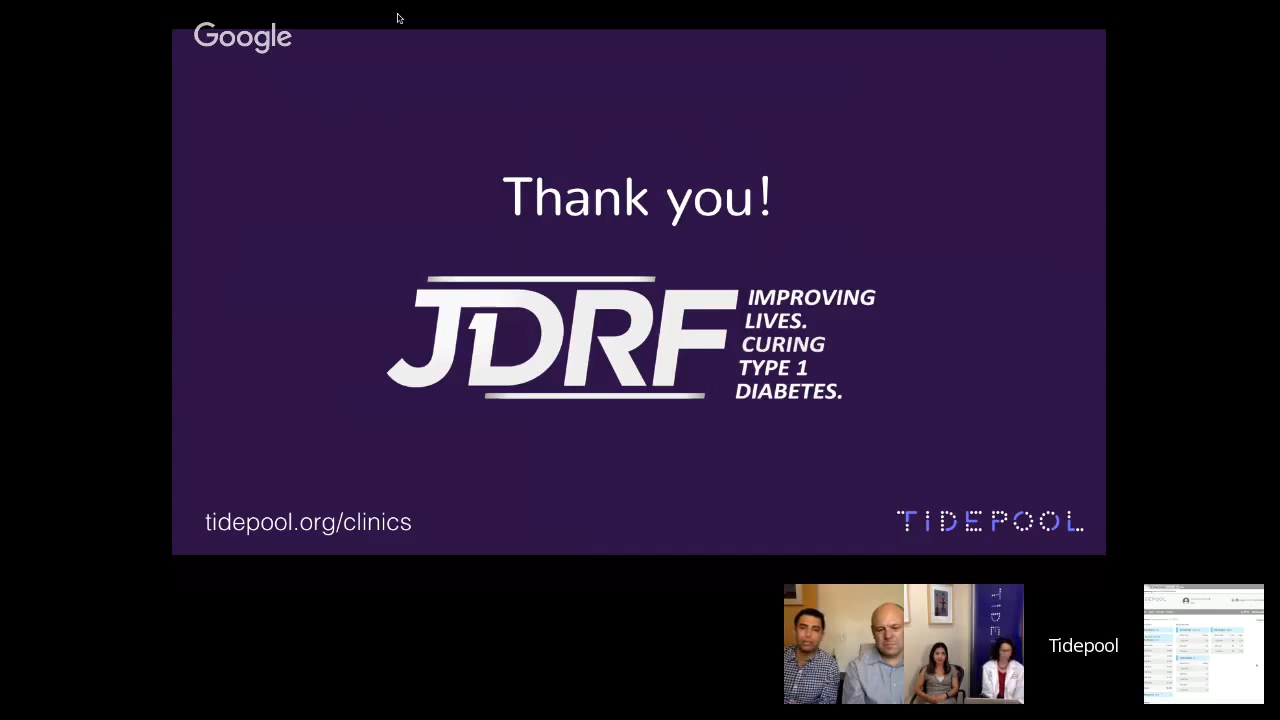 Google
Thank you!
JDRF
IMPROVING
LIVES.
CURING
TYPE 1
DIABETES.
tidepool.org/clinics
TIDEPOOL
Tidepool